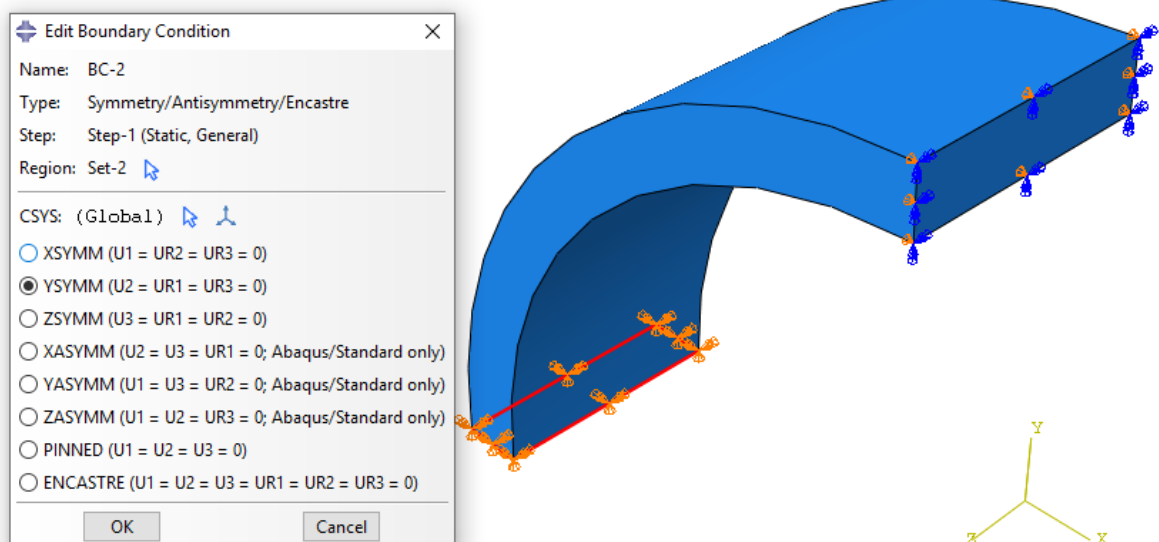 Edit Boundary Condition
Name: BC-2
Type: Symmetry/Antisymmetry/Encastre
Step: Step-1 (Static, General)
Region: Set-2
CSYS: (Global)
XSYMM (U1 = UR2 = UR3 = 0)
YSYMM (U2 = UR1 = UR3 = 0)
ZSYMM (U3 = UR1 = UR2 = 0)
XASYMM (U2 = U3 = UR1 = 0; Abaqus/Standard only)
YASYMM (U1 = U3 = UR2 = 0; Abaqus/Standard only)
ZASYMM (U1 = U2 = UR3 = 0; Abaqus/Standard only)
PINNED (U1 = U2 = U3 = 0)
ENCASTRE (U1 = U2 = U3 = UR1 = UR2 = UR3 = 0)
OK Cancel
Y
Z X